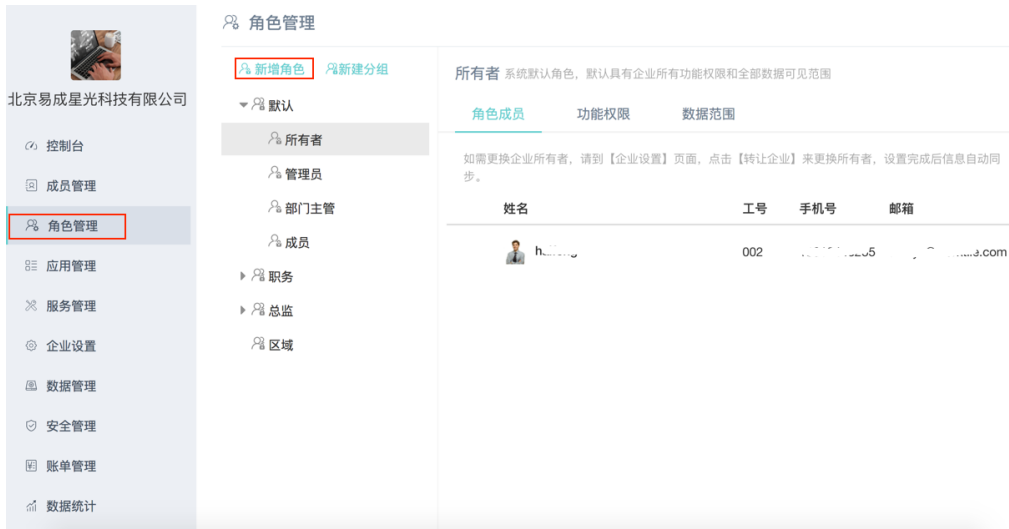 角色管理
新增角色
新建分组
北京易成星光科技有限公司
控制台
成员管理
角色管理
应用管理
服务管理
企业设置
数据管理
安全管理
账单管理
数据统计
默认
所有者
管理员
部门主管
成员
职务
总监
区域
所有者 系统默认角色，默认具有企业所有功能权限和全部数据可见范围
角色成员 功能权限 数据范围
如需更换企业所有者，请到【企业设置】页面，点击【转让企业】来更换所有者，设置完成后信息自动同
步。
姓名 工号 手机号 邮箱
002